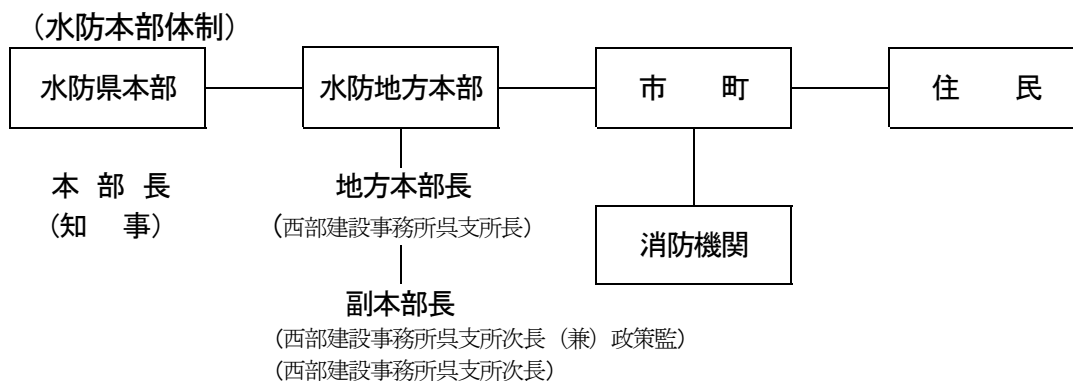 （水防本部体制）
水防県本部
水防地方本部
市　　町
住　　民
本 部 長
（知　事）
地方本部長
（西部建設事務所呉支所長）
消防機関
副本部長
（西部建設事務所呉支所次長（兼）政策監）
（西部建設事務所呉支所次長）